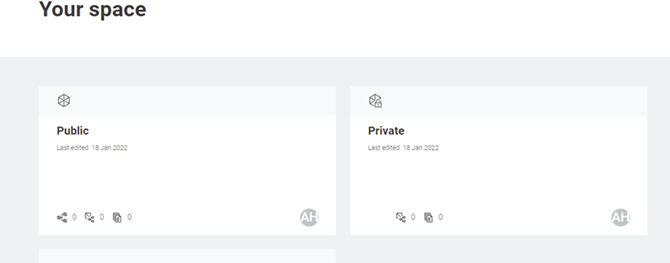 Your space
Public
Last edited 18 Jan 2022
0 0 0
AH
Private
Last edited 18 Jan 2022
0 0
AH